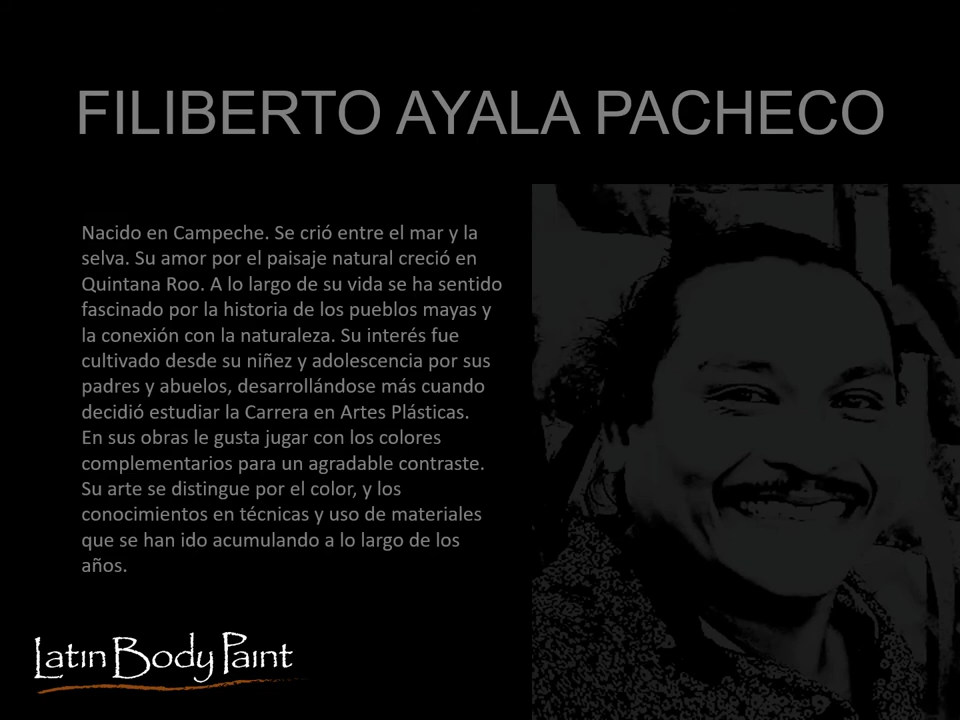 FILIBERTO AYALA PACHECO
Nacido en Campeche. Se crió entre el mar y la
selva. Su amor por el paisaje natural creció en
Quintana Roo. A lo largo de su vida se ha sentido
fascinado por la historia de los pueblos mayas y
la conexión con la naturaleza. Su interés fue
cultivado desde su niñez y adolescencia por sus
padres y abuelos, desarrollándose más cuando
decidió estudiar la Carrera en Artes Plásticas.
En sus obras le gusta jugar con los colores
complementarios para un agradable contraste.
Su arte se distingue por el color, y los
conocimientos en técnicas y uso de materiales
que se han ido acumulando a lo largo de los
años.
Latin Body Paint